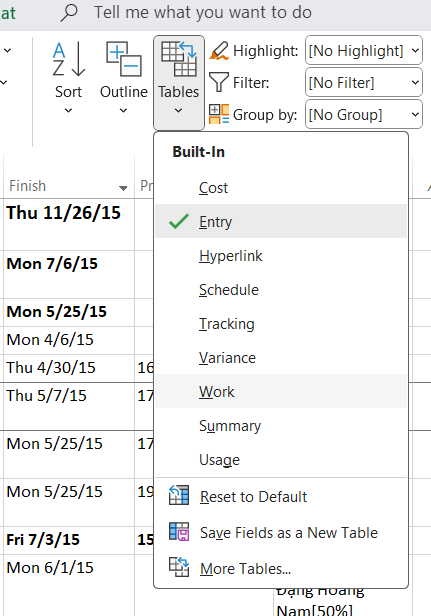 at
Tell me what you want to do
Sort
Outline
Tables
Highlight: [No Highlight]
Filter: [No Filter]
Group by: [No Group]
Built-In
Cost
Entry
Hyperlink
Schedule
Tracking
Variance
Work
Summary
Usage
Reset to Default
Save Fields as a New Table
More Tables...
Finish
Pr
Thu 11/26/15
Mon 7/6/15
Mon 5/25/15
Mon 4/6/15
Thu 4/30/15 16
Thu 5/7/15 17
Mon 5/25/15 17
Mon 5/25/15 19
Fri 7/3/15 15
Mon 6/1/15
Đặng Hoàng
Nam[50%]